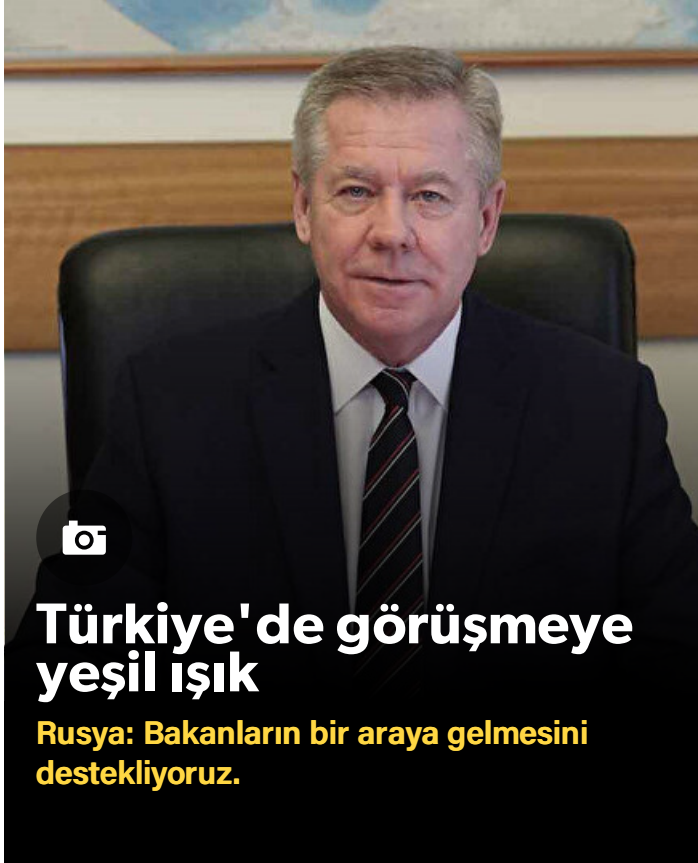 Türkiye'de görüşmeye
yeşil ışık
Rusya: Bakanların bir araya gelmesini
destekliyoruz.